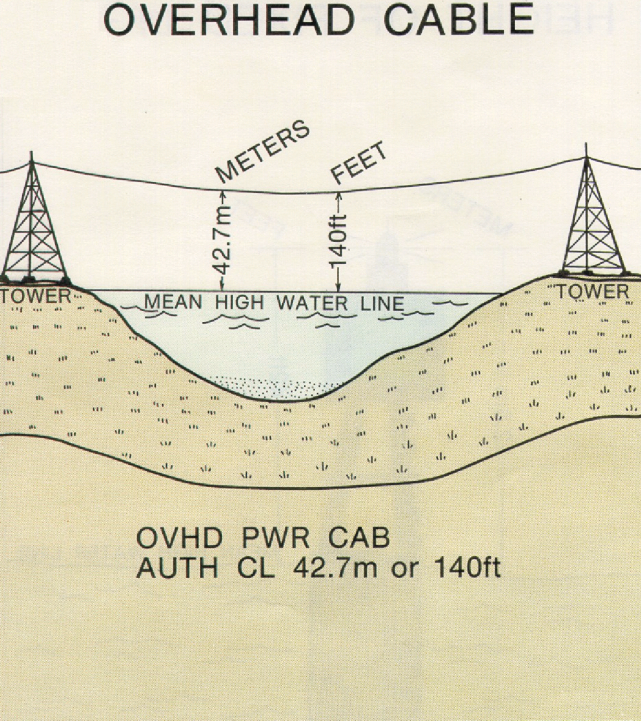 OVERHEAD CABLE
METERS
FEET
42.7m
140ft
TOWER
MEAN HIGH WATER LINE
TOWER
OVHD PWR CAB
AUTH CL 42.7m or 140ft